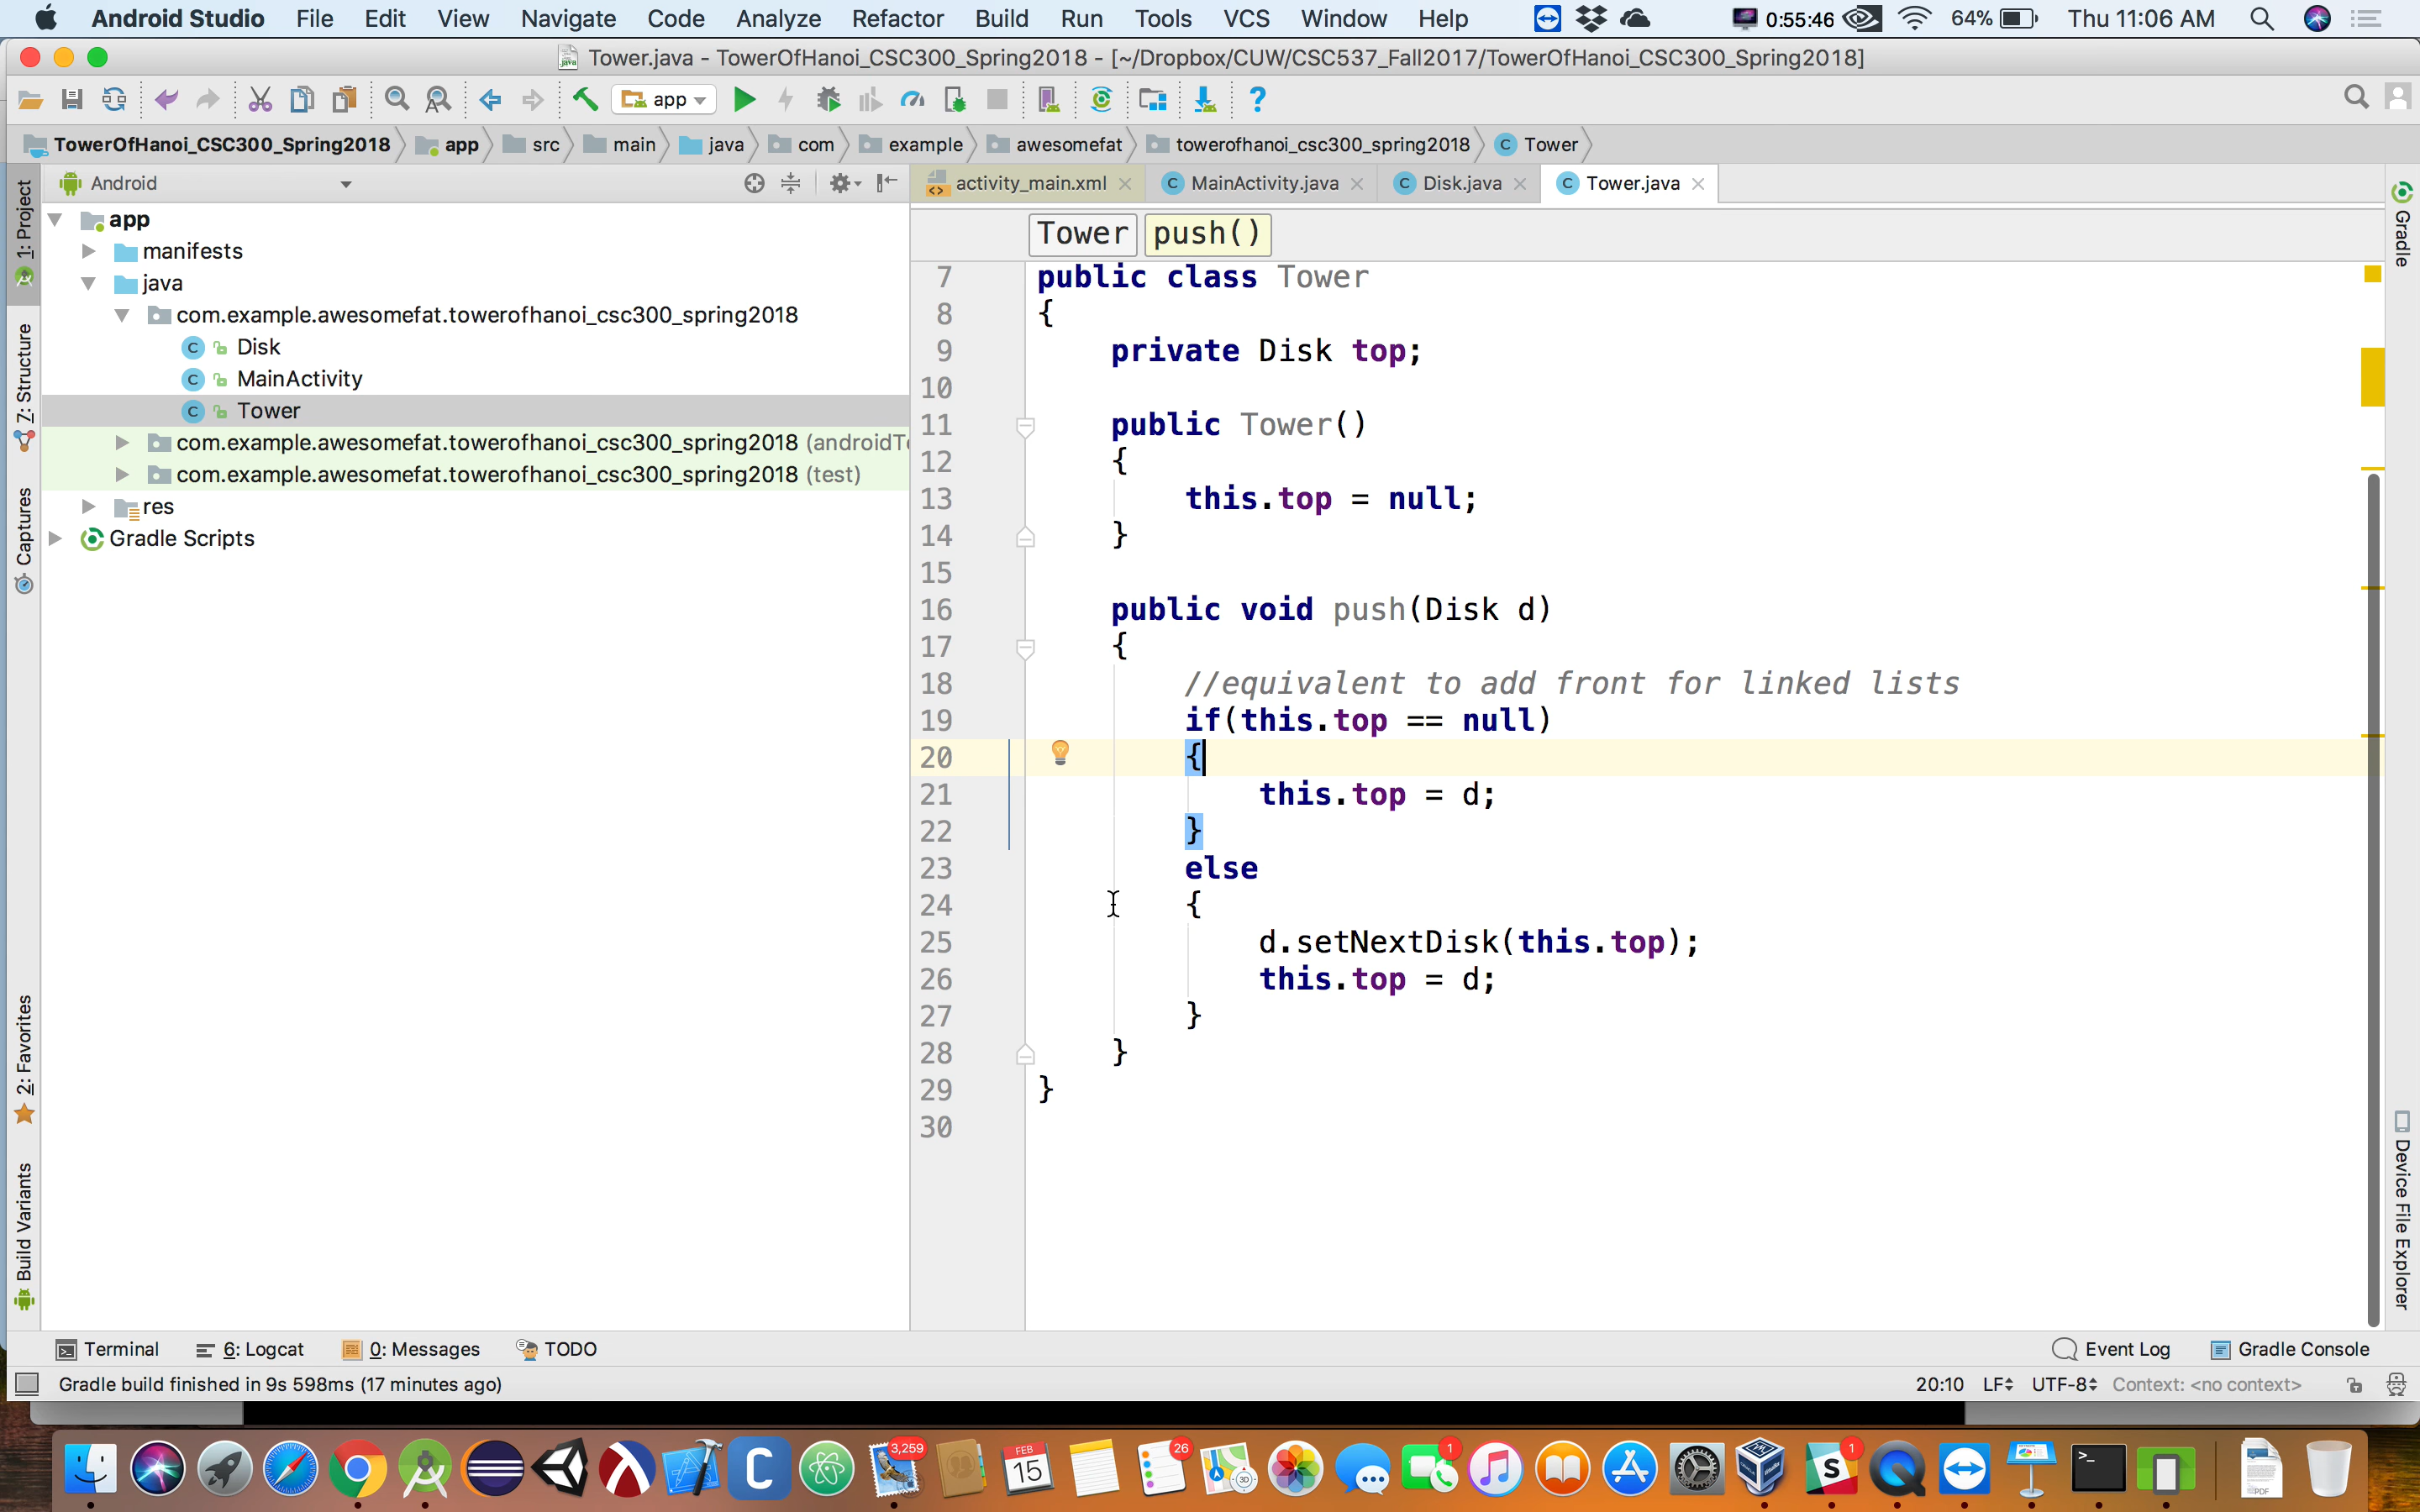 Android Studio File Edit View Navigate Code Analyze Refactor Build Run Tools VCS Window Help 0:55:46 64% Thu 11:06 AM
Tower.java - TowerOfHanoi_CSC300_Spring2018 - [~/Dropbox/CUW/CSC537_Fall2017/TowerOfHanoi_CSC300_Spring2018]
app
TowerOfHanoi_CSC300_Spring2018 app src main java com example awesomefat towerofhanoi_csc300_spring2018 C Tower
Android
activity_main.xml C MainActivity.java C Disk.java C Tower.java
1: Project
Z: Structure
Captures
2: Favorites
Build Variants
app
manifests
java
com.example.awesomefat.towerofhanoi_csc300_spring2018
C Disk
C MainActivity
C Tower
com.example.awesomefat.towerofhanoi_csc300_spring2018 (androidT
com.example.awesomefat.towerofhanoi_csc300_spring2018 (test)
res
Gradle Scripts
Tower push()
7 public class Tower
8 {
9 private Disk top;
10
11 public Tower()
12 {
13 this.top = null;
14 }
15
16 public void push(Disk d)
17 {
18 //equivalent to add front for linked lists
19 if(this.top == null)
20 {
21 this.top = d;
22 }
23 else
24 {
25 d.setNextDisk(this.top);
26 this.top = d;
27 }
28 }
29 }
30
Gradle
Device File Explorer
Terminal 6: Logcat 0: Messages TODO Event Log Gradle Console
Gradle build finished in 9s 598ms (17 minutes ago) 20:10 LF UTF-8 Context: <no context>
3,259
FEB
15
26
3D
1
1
S
C
PDF